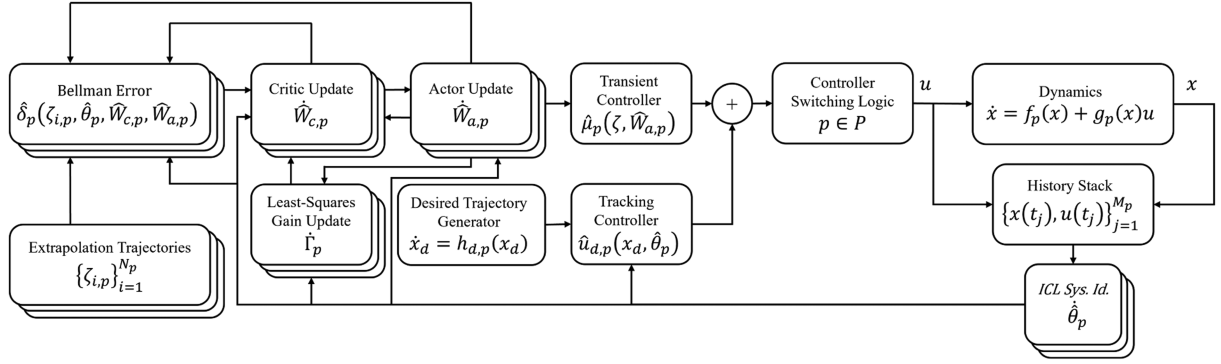 Bellman Error
δ̂_p(ζ_{i,p}, θ̂_p, Ŵ_{c,p}, Ŵ_{a,p})
Critic Update
Ŵ̇_{c,p}
Actor Update
Ŵ̇_{a,p}
Transient
Controller
μ̂_p(ζ, Ŵ_{a,p})
+
Controller
Switching Logic
p ∈ P
u
Dynamics
ẋ = f_p(x) + g_p(x)u
x
Extrapolation Trajectories
{ζ_{i,p}}_{i=1}^{N_p}
Least-Squares
Gain Update
Γ̇_p
Desired Trajectory
Generator
ẋ_d = h_{d,p}(x_d)
Tracking
Controller
û_{d,p}(x_d, θ̂_p)
History Stack
{x(t_j), u(t_j)}_{j=1}^{M_p}
ICL Sys. Id.
θ̂̇_p